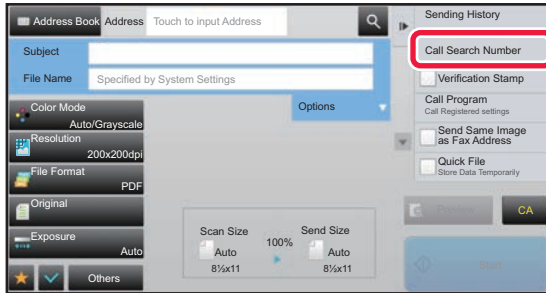 Address Book Address Touch to input Address
Subject
File Name Specified by System Settings
Options
Color Mode
Auto/Grayscale
Resolution
200x200dpi
File Format
PDF
Original
Exposure
Auto
Others
Scan Size
Auto
8½x11
100%
Send Size
Auto
8½x11
Sending History
Call Search Number
Verification Stamp
Call Program
Call Registered settings
Send Same Image
as Fax Address
Quick File
Store Data Temporarily
Preview
CA
Start